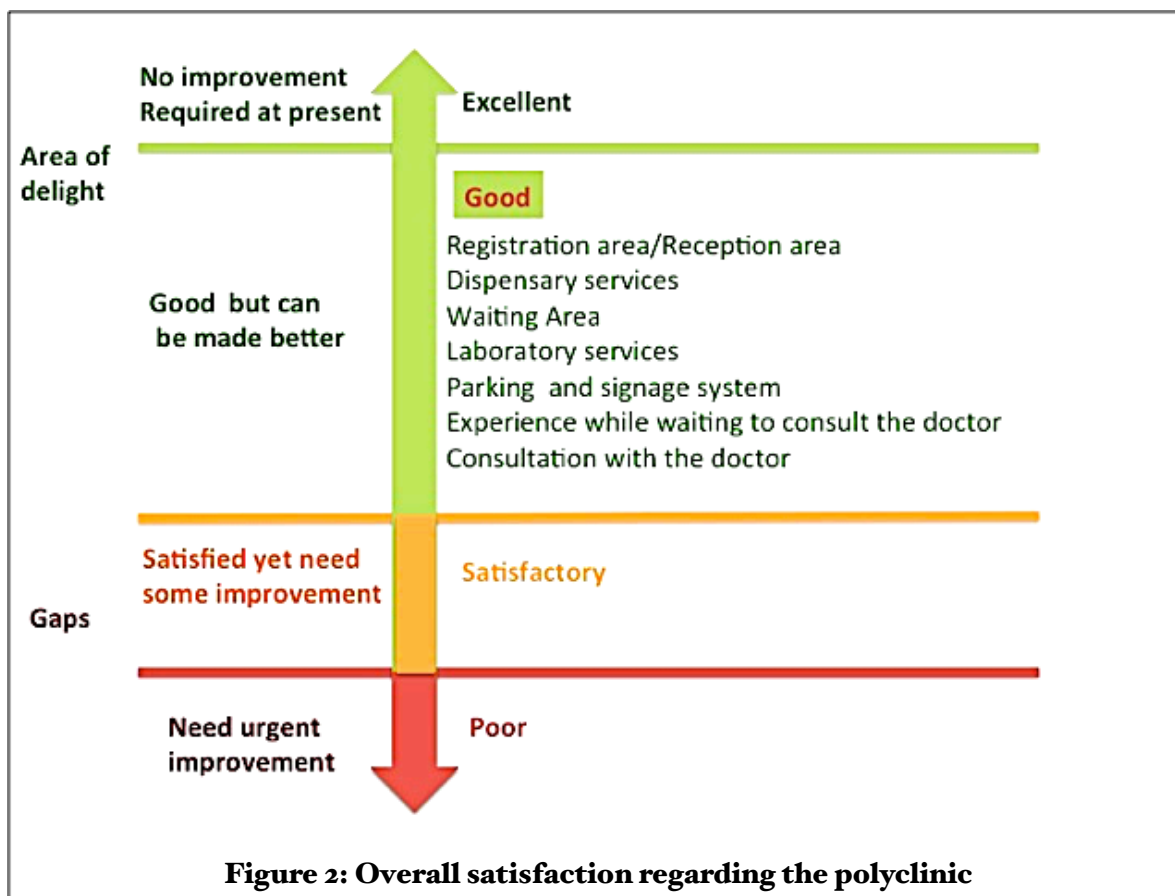 No improvement
Required at present
Excellent
Area of
delight
Good
Registration area/Reception area
Dispensary services
Waiting Area
Laboratory services
Parking and signage system
Experience while waiting to consult the doctor
Consultation with the doctor
Good but can
be made better
Satisfied yet need
some improvement
Satisfactory
Gaps
Need urgent
improvement
Poor
Figure 2: Overall satisfaction regarding the polyclinic